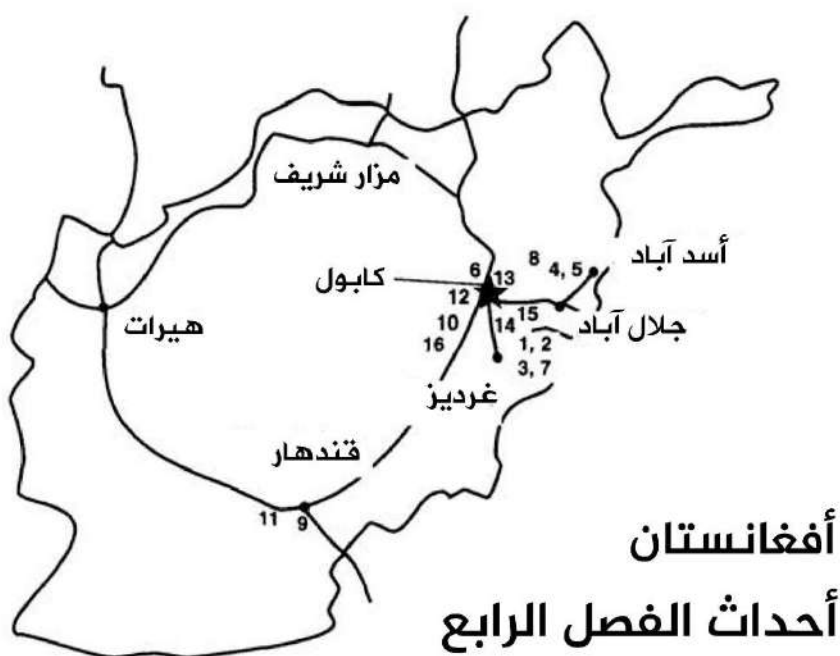 مزار شريف
أسد آباد
8
4, 5
6
13
كابول
12
15
جلال آباد
هيرات
10
14
1, 2
16
3, 7
غرديز
قندهار
11
9
أفغانستان
أحداث الفصل الرابع